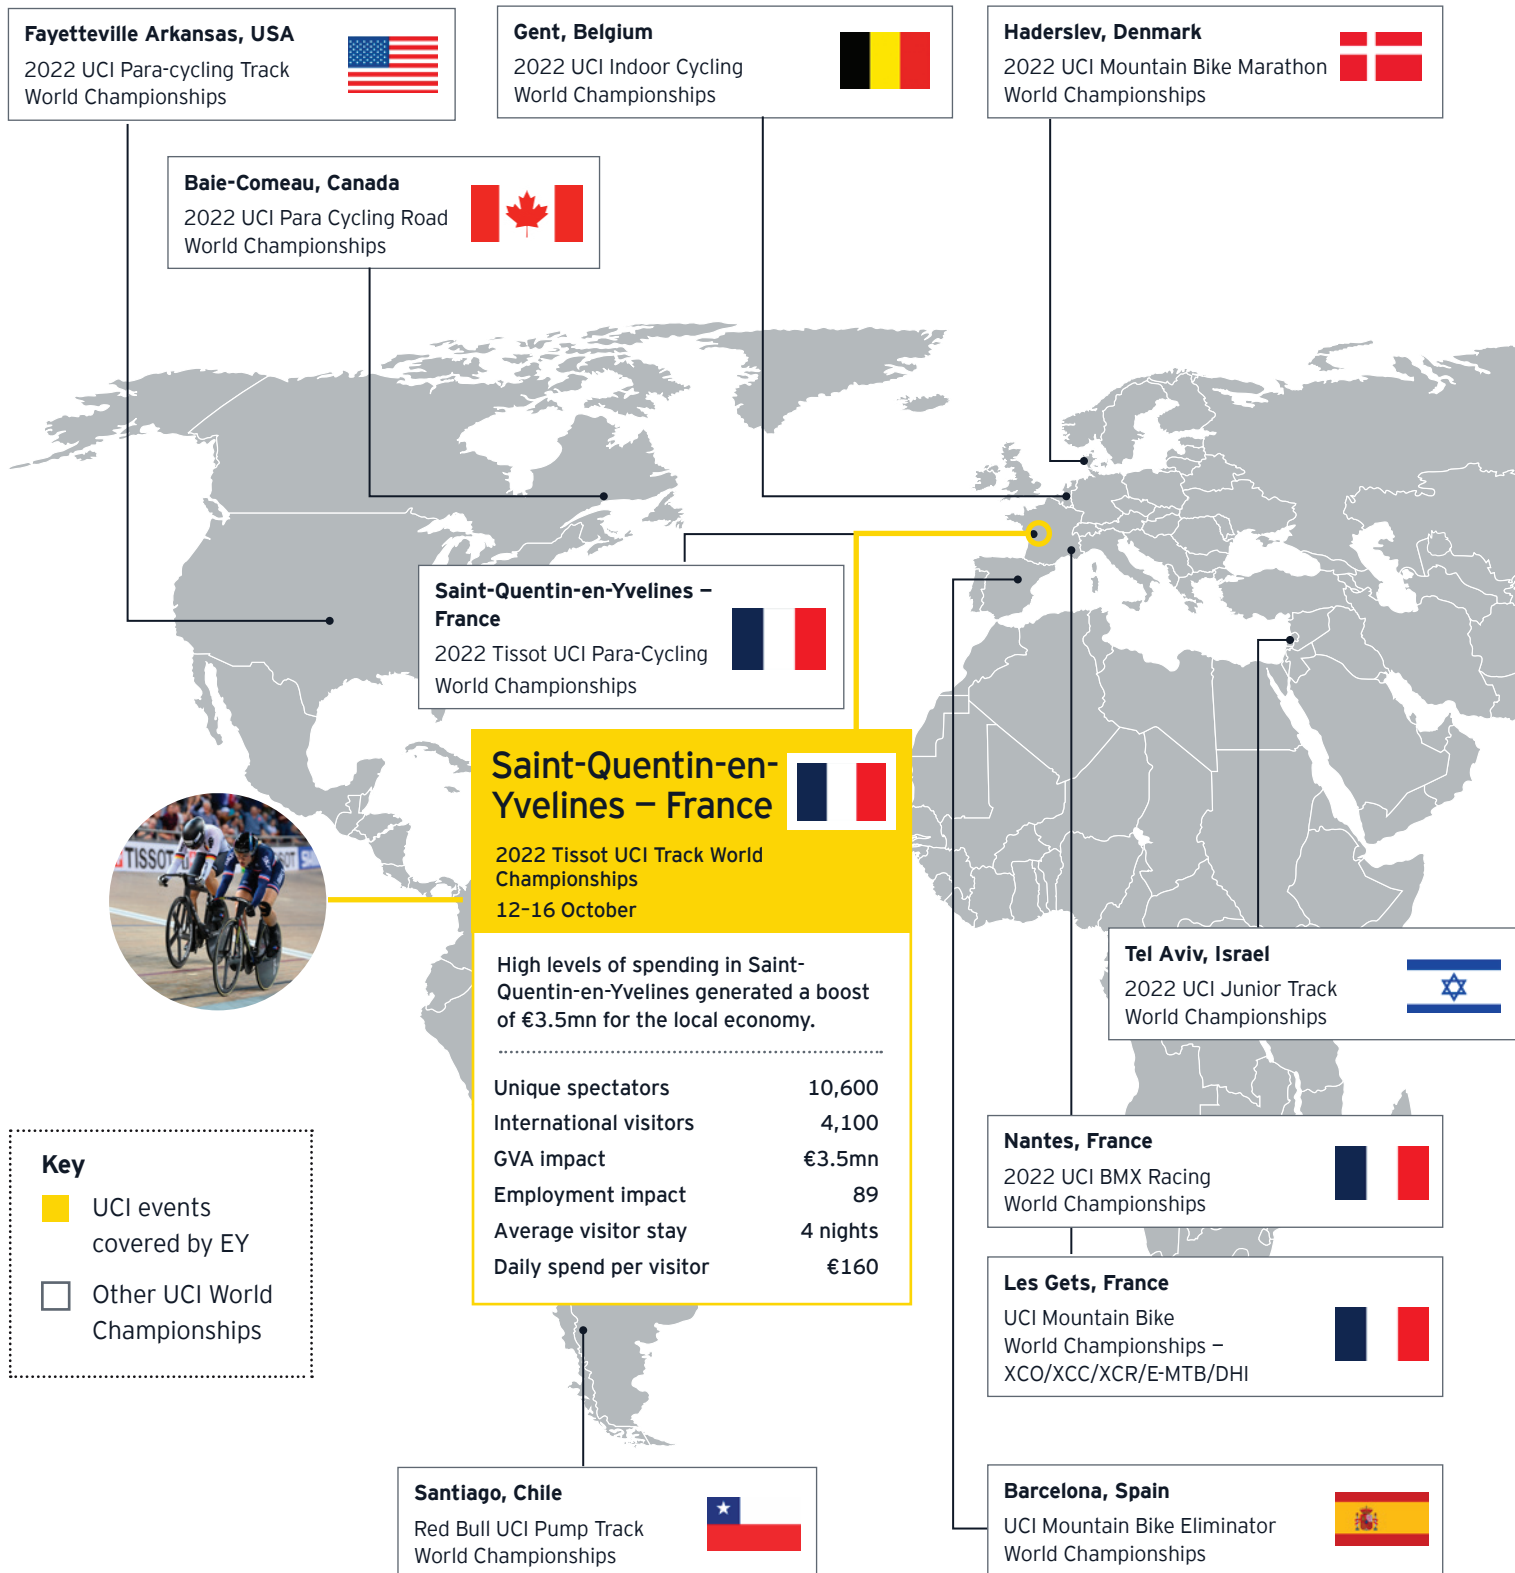 Fayetteville Arkansas, USA
2022 UCI Para-cycling Track
World Championships
Gent, Belgium
2022 UCI Indoor Cycling
World Championships
Haderslev, Denmark
2022 UCI Mountain Bike Marathon
World Championships
Baie-Comeau, Canada
2022 UCI Para Cycling Road
World Championships
Saint-Quentin-en-Yvelines –
France
2022 Tissot UCI Para-Cycling
World Championships
Saint-Quentin-en-
Yvelines – France
2022 Tissot UCI Track World
Championships
12–16 October
TISSOT
High levels of spending in Saint-
Quentin-en-Yvelines generated a boost
of €3.5mn for the local economy.
Unique spectators 10,600
International visitors 4,100
GVA impact €3.5mn
Employment impact 89
Average visitor stay 4 nights
Daily spend per visitor €160
Tel Aviv, Israel
2022 UCI Junior Track
World Championships
Nantes, France
2022 UCI BMX Racing
World Championships
Les Gets, France
UCI Mountain Bike
World Championships –
XCO/XCC/XCR/E-MTB/DHI
Key
UCI events
covered by EY
Other UCI World
Championships
Santiago, Chile
Red Bull UCI Pump Track
World Championships
Barcelona, Spain
UCI Mountain Bike Eliminator
World Championships